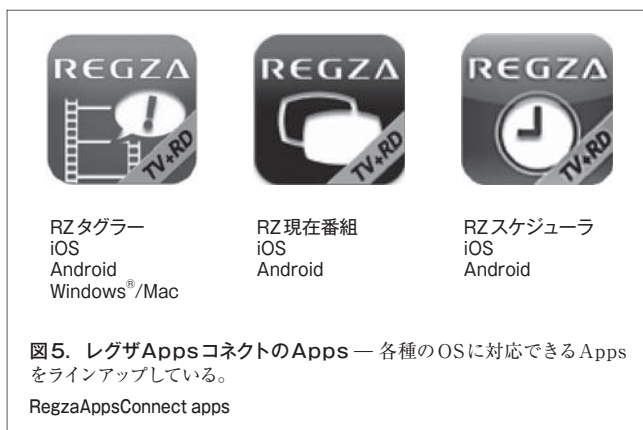 REGZA
TV+RD
REGZA
TV+RD
REGZA
TV+RD
RZタグラー
iOS
Android
Windows®/Mac
RZ現在番組
iOS
Android
RZスケジューラ
iOS
Android
図5. レグザAppsコネクトのApps — 各種のOSに対応できるApps
をラインアップしている。
RegzaAppsConnect apps